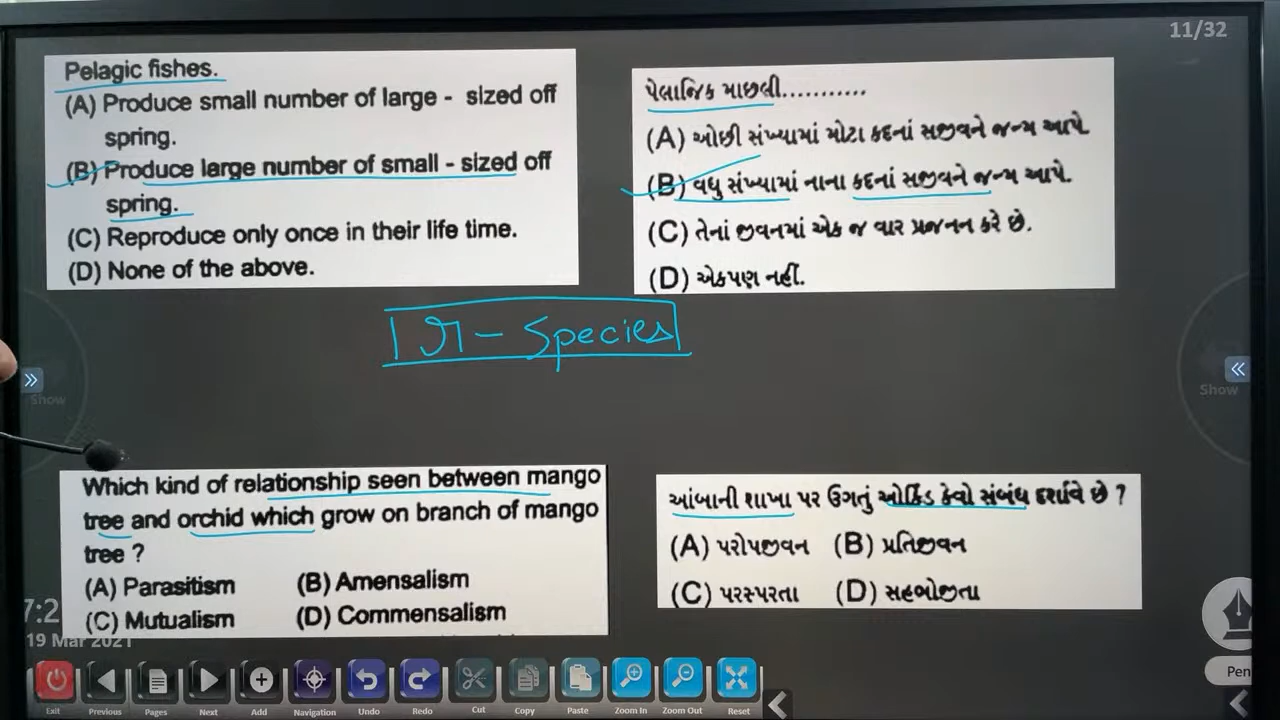 11/32
Pelagic fishes.
(A) Produce small number of large - sized off
spring.
(B) Produce large number of small - sized off
spring.
(C) Reproduce only once in their life time.
(D) None of the above.
પેલાજિક માછલી...........
(A) ઓછી સંખ્યામાં મોટા કદનાં સજીવને જન્મ આપે.
(B) વધુ સંખ્યામાં નાના કદનાં સજીવને જન્મ આપે.
(C) તેનાં જીવનમાં એક જ વાર પ્રજનન કરે છે.
(D) એકપણ નહીં.
r - Species
Show
Show
Which kind of relationship seen between mango
tree and orchid which grow on branch of mango
tree ?
(A) Parasitism (B) Amensalism
(C) Mutualism (D) Commensalism
આંબાની શાખા પર ઉગતું ઓર્કિડ કેવો સંબંધ દર્શાવે છે ?
(A) પરોપજીવન (B) પ્રતિજીવન
(C) પરસ્પરતા (D) સહભોજીતા
7:2
19 Mar 2021
Pen
Exit Previous Pages Next Add Navigation Undo Redo Cut Copy Paste Zoom In Zoom Out Reset